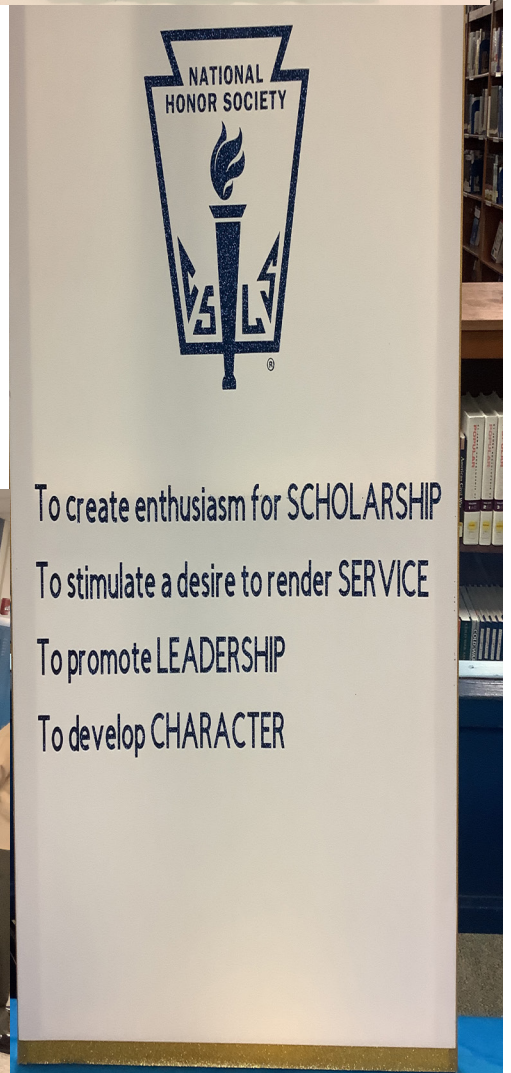 NATIONAL
HONOR SOCIETY
C S L S
®
To create enthusiasm for SCHOLARSHIP
To stimulate a desire to render SERVICE
To promote LEADERSHIP
To develop CHARACTER